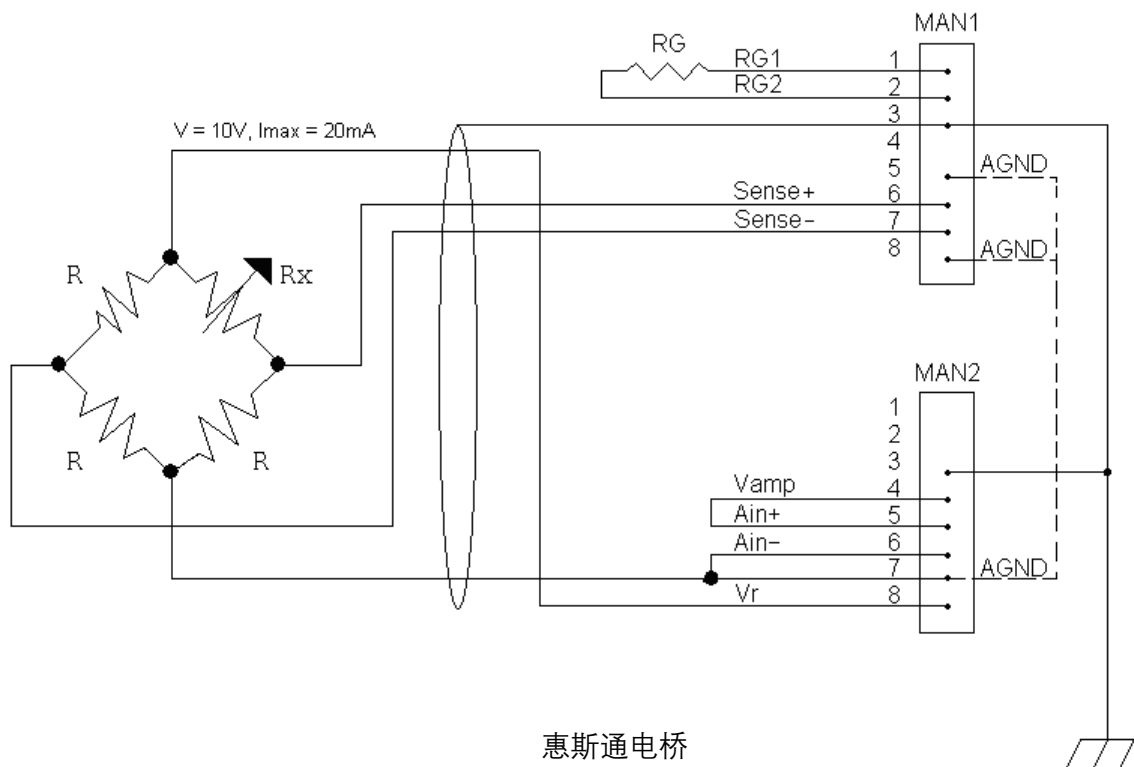 MAN1
RG
RG1
RG2
1
2
3
4
5
6
7
8
V = 10V, Imax = 20mA
AGND
Sense+
Sense-
AGND
R
Rx
R
R
MAN2
1
2
3
4
5
6
7
8
Vamp
Ain+
Ain-
AGND
Vr
惠斯通电桥